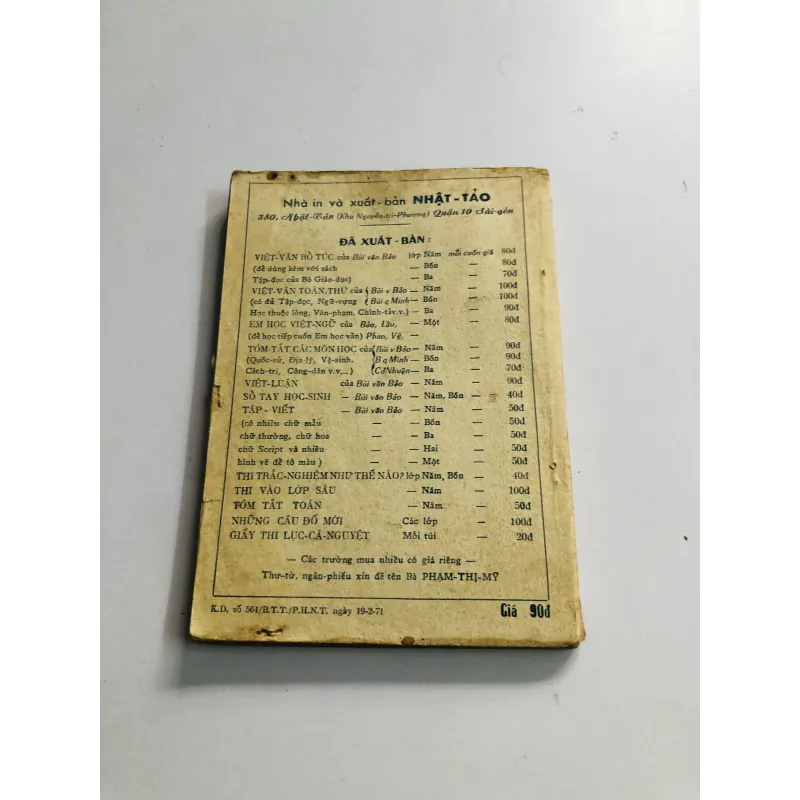 Nhà in và xuất-bản NHẬT-TẢO
380, Nhật-Tảo (Khu Nguyễn-tri-Phương) Quận 10 Sài-gòn
ĐÃ XUẤT-BẢN :
VIỆT-VĂN BỔ TÚC của Bùi văn Bảo lớp Năm mỗi cuốn giá 80đ
(để dùng kèm với sách — Bốn — 80đ
Tập-đọc của Bộ Giáo-dục) — Ba — 70đ
VIỆT-VĂN TOÀN-THƯ của { Bùi v Bảo — Năm — 100đ
(có đủ Tập-đọc, Ngữ-vựng { Bùi q Minh — Bốn — 100đ
Học thuộc lòng, Văn-phạm, Chính-tả v.v.) — Ba — 90đ
EM HỌC VIỆT-NGỮ của Bảo, Lâu, — Một — 80đ
(để học tiếp cuốn Em học vần) Phan, Vệ, —
TÓM-TẮT CÁC MÔN HỌC của { Bùi v Bảo — Năm — 90đ
(Quốc-sử, Địa-lý, Vệ-sinh. { B q Minh — Bốn — 90đ
Cách-trí, Công-dân v.v,..) { Cđ Nhuận — Ba — 70đ
VIỆT-LUẬN của Bùi văn Bảo — Năm — 90đ
SỔ TAY HỌC-SINH — Bùi văn Bảo — Năm, Bốn — 40đ
TẬP - VIẾT — Bùi văn Bảo — Năm — 50đ
(có nhiều chữ mẫu — — Bốn — 50đ
chữ thường, chữ hoa — — Ba — 50đ
chữ Script và nhiều — — Hai — 50đ
hình vẽ để tô màu) — — Một — 50đ
THI TRẮC-NGHIỆM NHƯ THẾ NÀO? lớp Năm, Bốn — 40đ
THI VÀO LỚP SÁU — Năm — 100đ
TÓM TẮT TOÁN — Năm — 50đ
NHỮNG CÂU ĐỐ MỚI Các lớp — 100đ
GIẤY THI LỤC-CÁ-NGUYỆT Mỗi túi — 20đ
— Các trường mua nhiều có giá riêng —
Thư-từ, ngân-phiếu xin đề tên Bà PHẠM-THỊ-MỸ
K.D. số 561/B.T.T./P.H.N.T. ngày 19-2-71 Giá 90đ